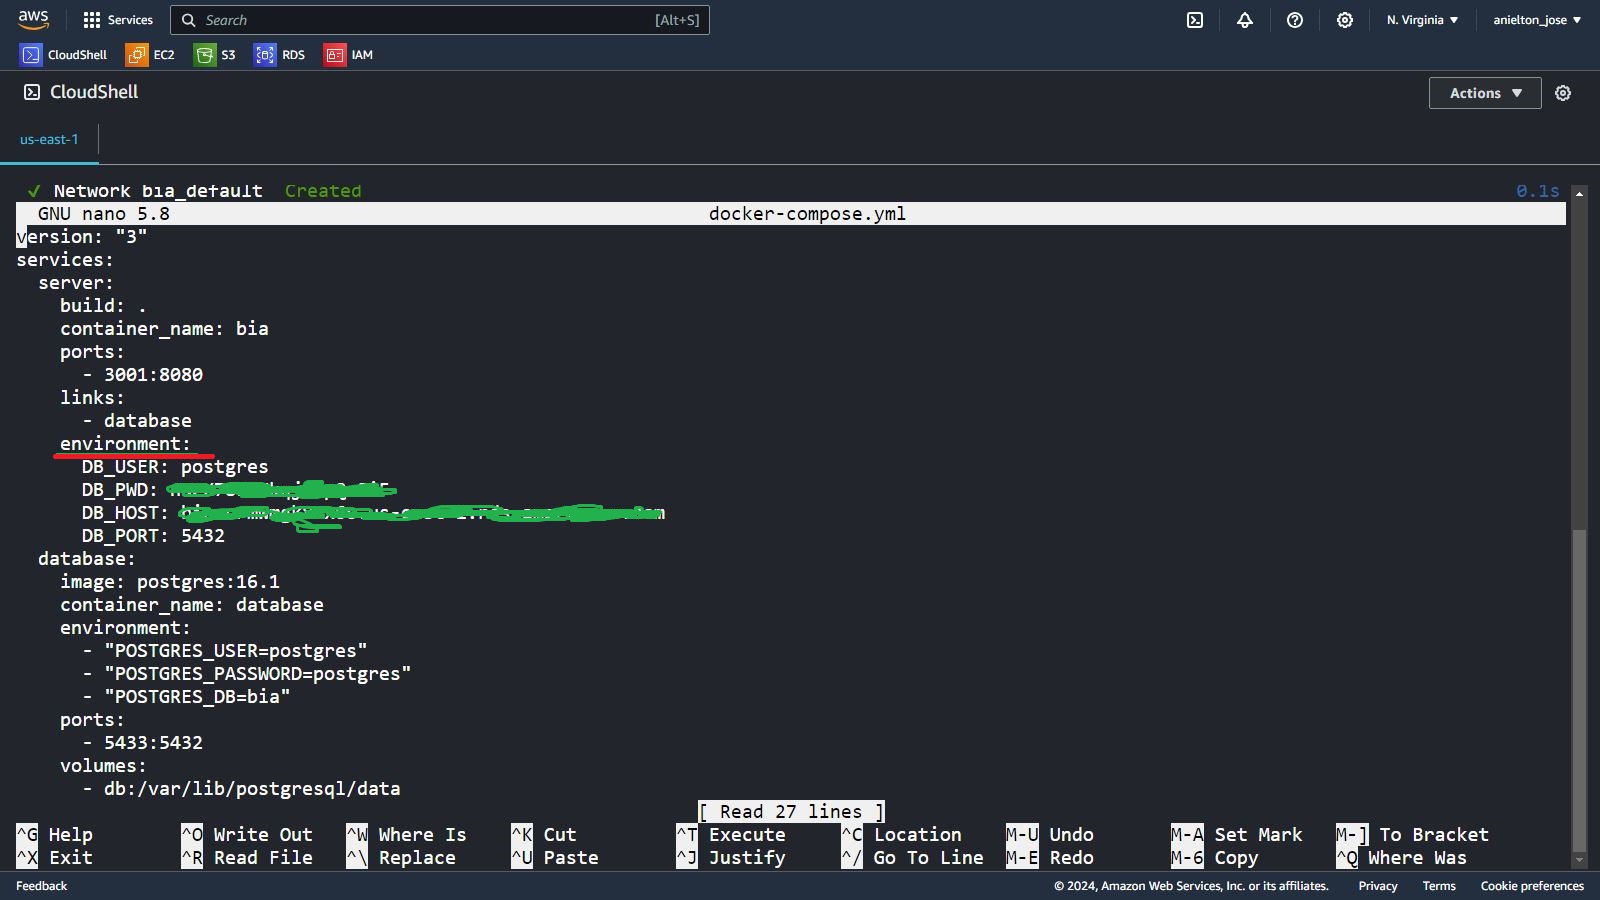 aws Services Search [Alt+S] N. Virginia ▼ anielton_jose ▼
CloudShell EC2 S3 RDS IAM
CloudShell Actions ▼
us-east-1
✓ Network bia_default Created 0.1s
GNU nano 5.8 docker-compose.yml
version: "3"
services:
  server:
    build: .
    container_name: bia
    ports:
      - 3001:8080
    links:
      - database
    environment:
      DB_USER: postgres
      DB_PWD:
      DB_HOST:
      DB_PORT: 5432
  database:
    image: postgres:16.1
    container_name: database
    environment:
      - "POSTGRES_USER=postgres"
      - "POSTGRES_PASSWORD=postgres"
      - "POSTGRES_DB=bia"
    ports:
      - 5433:5432
    volumes:
      - db:/var/lib/postgresql/data
[ Read 27 lines ]
^G Help ^O Write Out ^W Where Is ^K Cut ^T Execute ^C Location M-U Undo M-A Set Mark M-] To Bracket
^X Exit ^R Read File ^\ Replace ^U Paste ^J Justify ^/ Go To Line M-E Redo M-6 Copy ^Q Where Was
Feedback © 2024, Amazon Web Services, Inc. or its affiliates. Privacy Terms Cookie preferences